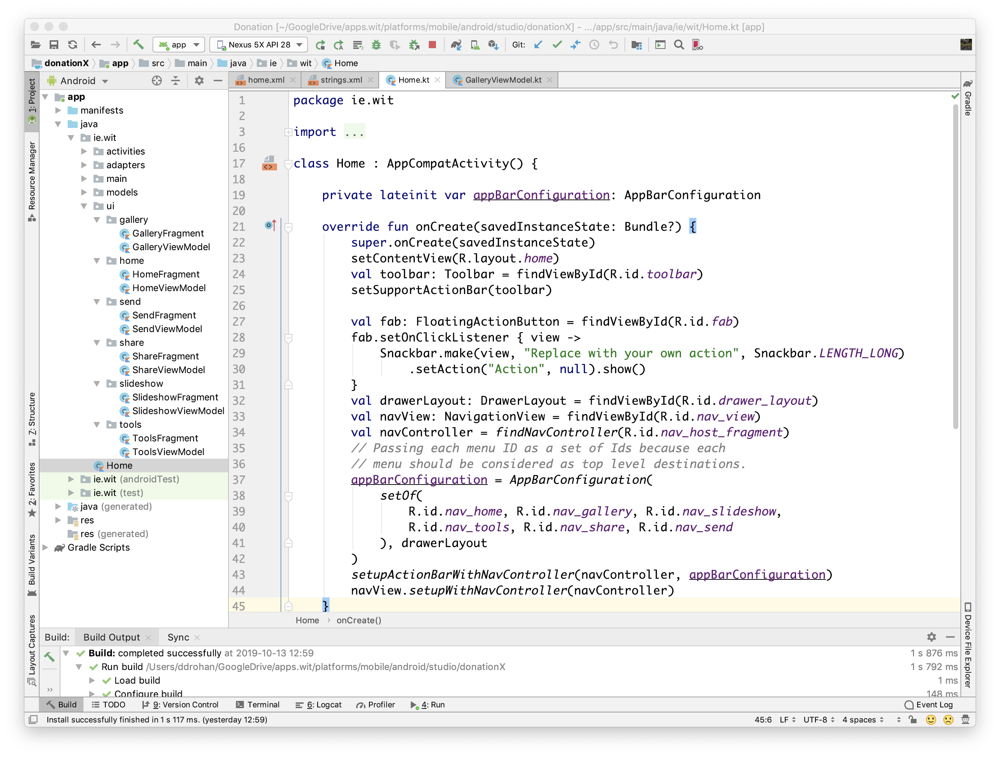 Donation [~/GoogleDrive/apps.wit/platforms/mobile/android/studio/donationX] - .../app/src/main/java/ie/wit/Home.kt [app]
app Nexus 5X API 28 Git:
donationX app src main java ie wit Home
Android
home.xml strings.xml Home.kt GalleryViewModel.kt
1: Project
Resource Manager
7: Structure
2: Favorites
Build Variants
Layout Captures
app
manifests
java
ie.wit
activities
adapters
main
models
ui
gallery
GalleryFragment
GalleryViewModel
home
HomeFragment
HomeViewModel
send
SendFragment
SendViewModel
share
ShareFragment
ShareViewModel
slideshow
SlideshowFragment
SlideshowViewModel
tools
ToolsFragment
ToolsViewModel
Home
ie.wit (androidTest)
ie.wit (test)
java (generated)
res
res (generated)
Gradle Scripts
1 package ie.wit
2
3 import ...
16
17 class Home : AppCompatActivity() {
18
19     private lateinit var appBarConfiguration: AppBarConfiguration
20
21     override fun onCreate(savedInstanceState: Bundle?) {
22         super.onCreate(savedInstanceState)
23         setContentView(R.layout.home)
24         val toolbar: Toolbar = findViewById(R.id.toolbar)
25         setSupportActionBar(toolbar)
26
27         val fab: FloatingActionButton = findViewById(R.id.fab)
28         fab.setOnClickListener { view ->
29             Snackbar.make(view, "Replace with your own action", Snackbar.LENGTH_LONG)
30                 .setAction("Action", null).show()
31         }
32         val drawerLayout: DrawerLayout = findViewById(R.id.drawer_layout)
33         val navView: NavigationView = findViewById(R.id.nav_view)
34         val navController = findNavController(R.id.nav_host_fragment)
35         // Passing each menu ID as a set of Ids because each
36         // menu should be considered as top level destinations.
37         appBarConfiguration = AppBarConfiguration(
38             setOf(
39                 R.id.nav_home, R.id.nav_gallery, R.id.nav_slideshow,
40                 R.id.nav_tools, R.id.nav_share, R.id.nav_send
41             ), drawerLayout
42         )
43         setupActionBarWithNavController(navController, appBarConfiguration)
44         navView.setupWithNavController(navController)
45     }
Home › onCreate()
Gradle
Device File Explorer
Build: Build Output Sync
Build: completed successfully at 2019-10-13 12:59 1 s 876 ms
Run build /Users/ddrohan/GoogleDrive/apps.wit/platforms/mobile/android/studio/donationX 1 s 792 ms
Load build 1 ms
Configure build 148 ms
Build TODO 9: Version Control Terminal 6: Logcat Profiler 4: Run Event Log
Install successfully finished in 1 s 117 ms. (yesterday 12:59) 45:6 LF UTF-8 4 spaces